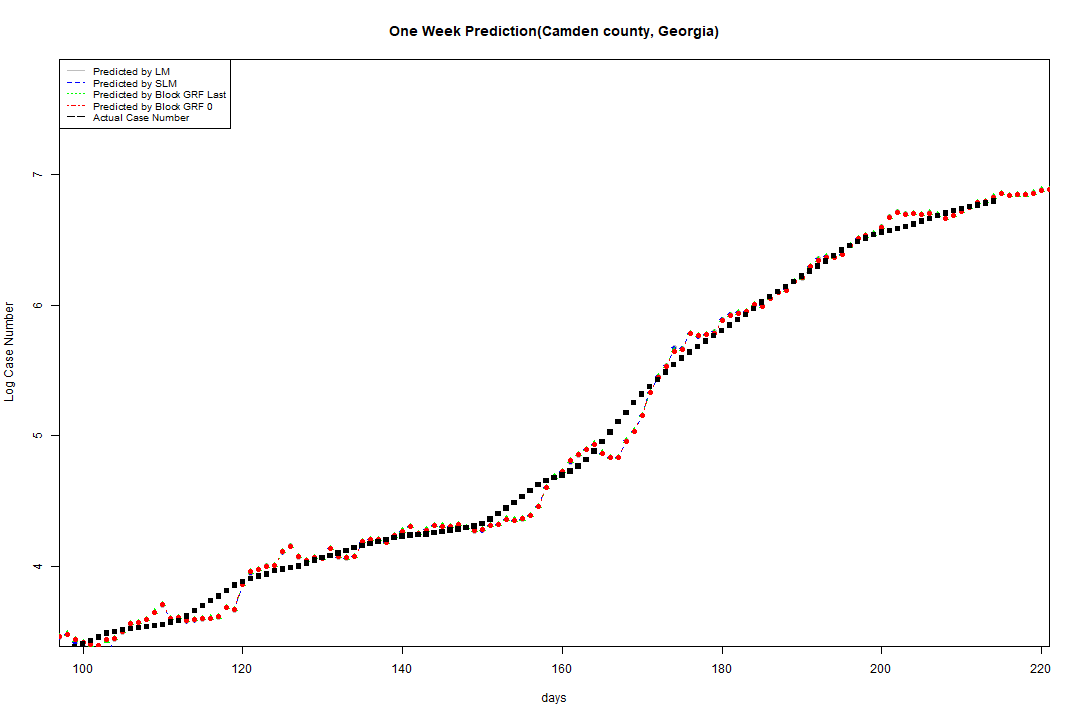 One Week Prediction(Camden county, Georgia)
Predicted by LM
Predicted by SLM
Predicted by Block GRF Last
Predicted by Block GRF 0
Actual Case Number
7
6
5
4
Log Case Number
100 120 140 160 180 200 220
days